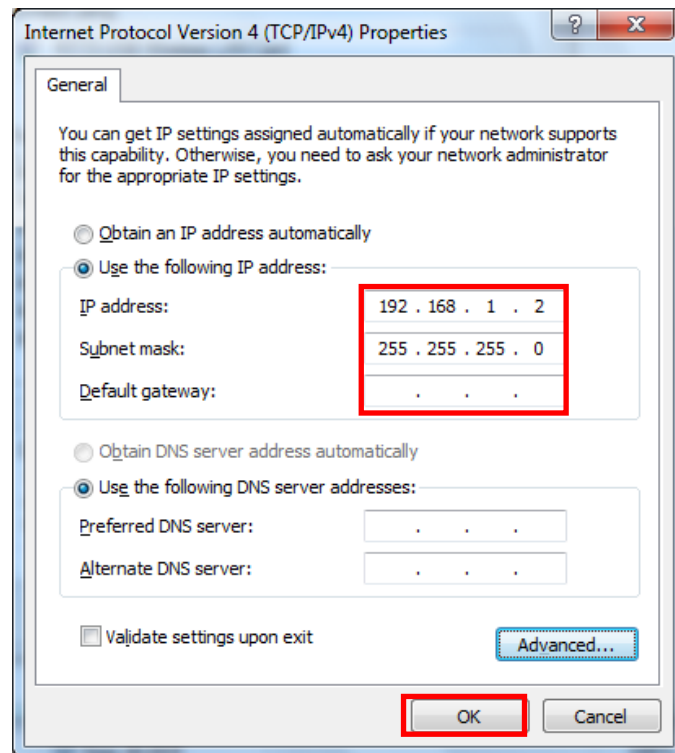 Internet Protocol Version 4 (TCP/IPv4) Properties
?
X
General
You can get IP settings assigned automatically if your network supports
this capability. Otherwise, you need to ask your network administrator
for the appropriate IP settings.
Obtain an IP address automatically
Use the following IP address:
IP address: 192 . 168 . 1 . 2
Subnet mask: 255 . 255 . 255 . 0
Default gateway: . . .
Obtain DNS server address automatically
Use the following DNS server addresses:
Preferred DNS server: . . .
Alternate DNS server: . . .
Validate settings upon exit
Advanced...
OK Cancel